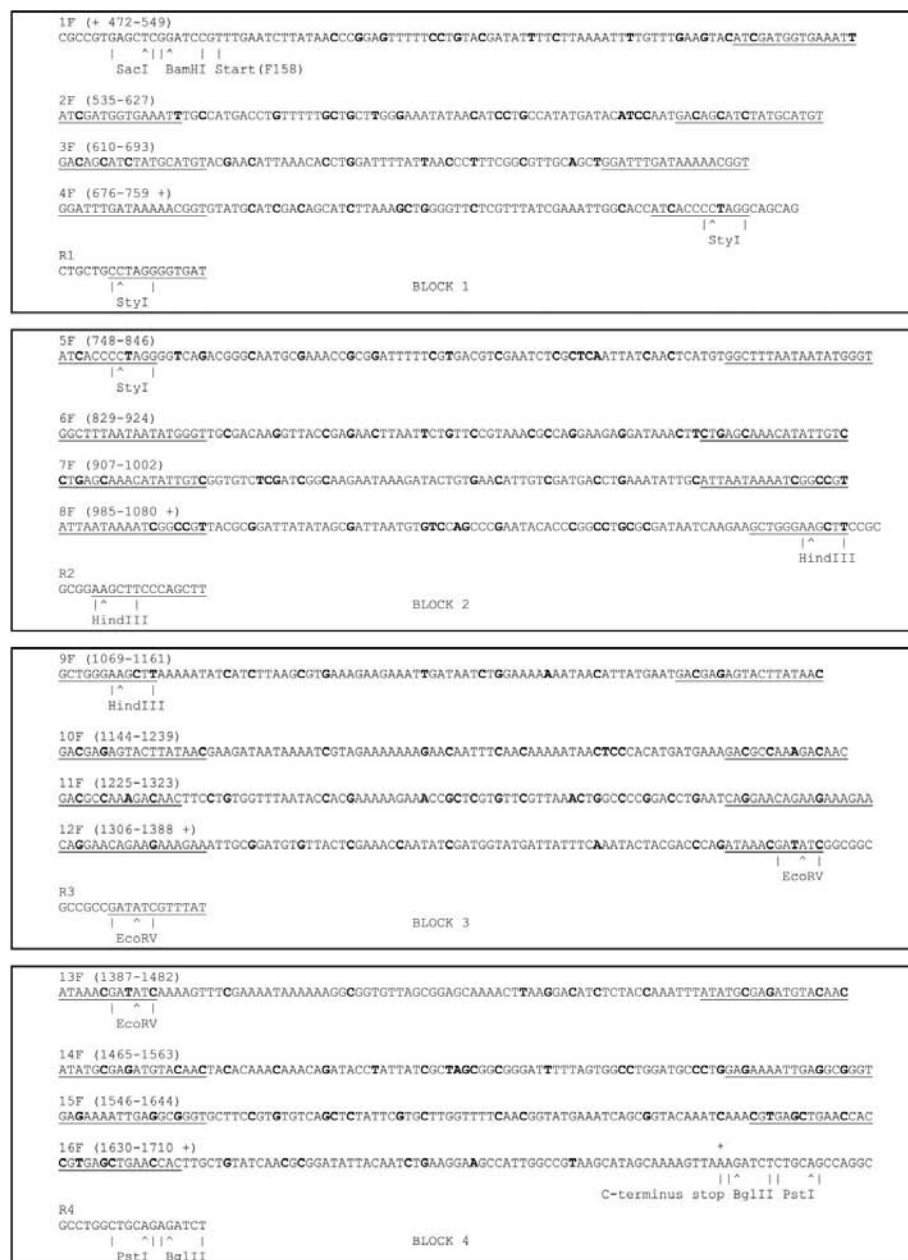 1F (+ 472-549)
CGCCGTGAGCTCGGATCCGTTTGAATCTTATAACCCGGAGTTTTTCCTGTACGATATTTTCTTAAAATTTTGTTTGAAGTACATCGATGGTGAAATT
|    ^||^   | |
SacI  BamHI Start(F158)
2F (535-627)
ATCGATGGTGAAATTTGCCATGACCTGTTTTTGCTGCTTGGGAAATATAACATCCTGCCATATGATACATCCAATGACAGCATCTATGCATGT
3F (610-693)
GACAGCATCTATGCATGTACGAACATTAAACACCTGGATTTTATTAACCCTTTCGGCGTTGCAGCTGGATTTGATAAAAACGGT
4F (676-759 +)
GGATTTGATAAAAACGGTGTATGCATCGACAGCATCTTAAAGCTGGGGTTCTCGTTTATCGAAATTGGCACCATCACCCCTAGGCAGCAG
|^   |
StyI
R1
CTGCTGCCTAGGGGTGAT
|^   |
StyI
BLOCK 1
5F (748-846)
ATCACCCCTAGGGGTCAGACGGGCAATGCGAAACCGCGGATTTTTCGTGACGTCGAATCTCGCTCAATTATCAACTCATGTGGCTTTAATAATATGGGT
|^   |
StyI
6F (829-924)
GGCTTTAATAATATGGGTTGCGACAAGGTTACCGAGAACTTAATTCTGTTCCGTAAACGCCAGGAAGAGGATAAACTTCTGAGCAAACATATTGTC
7F (907-1002)
CTGAGCAAACATATTGTCGGTGTCTCGATCGGCAAGAATAAAGATACTGTGAACATTGTCGATGACCTGAAATATTGCATTAATAAAATCGGCCGT
8F (985-1080 +)
ATTAATAAAATCGGCCGTTACGCGGATTATATAGCGATTAATGTGTCCAGCCCGAATACACCCGGCCTGCGCGATAATCAAGAAGCTGGGAAGCTTCCGC
|^   |
HindIII
R2
GCGGAAGCTTCCCAGCTT
|^   |
HindIII
BLOCK 2
9F (1069-1161)
GCTGGGAAGCTTAAAAATATCATCTTAAGCGTGAAAGAAGAAATTGATAATCTGGAAAAAAATAACATTATGAATGACGAGAGTACTTATAAC
|^   |
HindIII
10F (1144-1239)
GACGAGAGTACTTATAACGAAGATAATAAAATCGTAGAAAAAAAGAACAATTTCAACAAAAATAACTCCCACATGATGAAAGACGCCAAAGACAAC
11F (1225-1323)
GACGCCAAAGACAACTTCCTGTGGTTTAATACCACGAAAAAGAAACCGCTCGTGTTCGTTAAACTGGCCCCGGACCTGAATCAGGAACAGAAGAAAGAA
12F (1306-1388 +)
CAGGAACAGAAGAAAGAAATTGCGGATGTGTTACTCGAAACCAATATCGATGGTATGATTATTTCAAATACTACGACCCAGATAAACGATATCGGCGGC
|  ^ |
EcoRV
R3
GCCGCCGATATCGTTTAT
|  ^ |
EcoRV
BLOCK 3
13F (1387-1482)
ATAAACGATATCAAAAGTTTCGAAAATAAAAAAGGCGGTGTTAGCGGAGCAAAACTTAAGGACATCTCTACCAAATTTATATGCGAGATGTACAAC
|  ^ |
EcoRV
14F (1465-1563)
ATATGCGAGATGTACAACTACACAAACAAACAGATACCTATTATCGCTAGCGGCGGGATTTTTAGTGGCCTGGATGCCCTGGAGAAAATTGAGGCGGGT
15F (1546-1644)
GAGAAAATTGAGGCGGGTGCTTCCGTGTGTCAGCTCTATTCGTGCTTGGTTTTCAACGGTATGAAATCAGCGGTACAAATCAAACGTGAGCTGAACCAC
16F (1630-1710 +)
*
CGTGAGCTGAACCACTTGCTGTATCAACGCGGATATTACAATCTGAAGGAAGCCATTGGCCGTAAGCATAGCAAAAGTTAAAGATCTCTGCAGCCAGGC
||^   ||   ^|
C-terminus stop BglII PstI
R4
GCCTGGCTGCAGAGATCT
|   ^||^   |
PstI  BglII
BLOCK 4